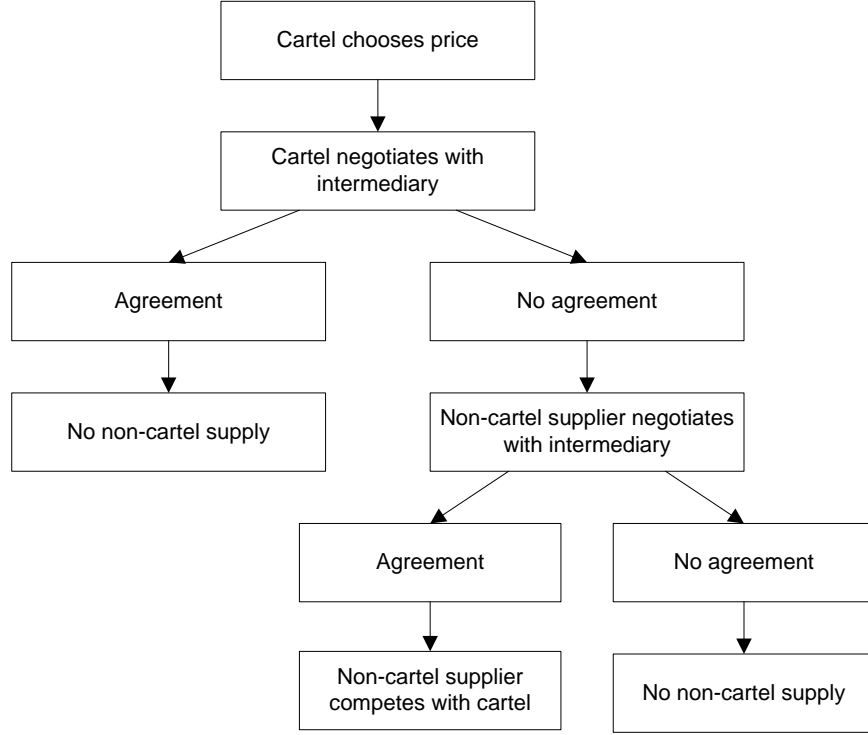 Cartel chooses price
Cartel negotiates with
intermediary
Agreement
No agreement
No non-cartel supply
Non-cartel supplier negotiates
with intermediary
Agreement
No agreement
Non-cartel supplier
competes with cartel
No non-cartel supply